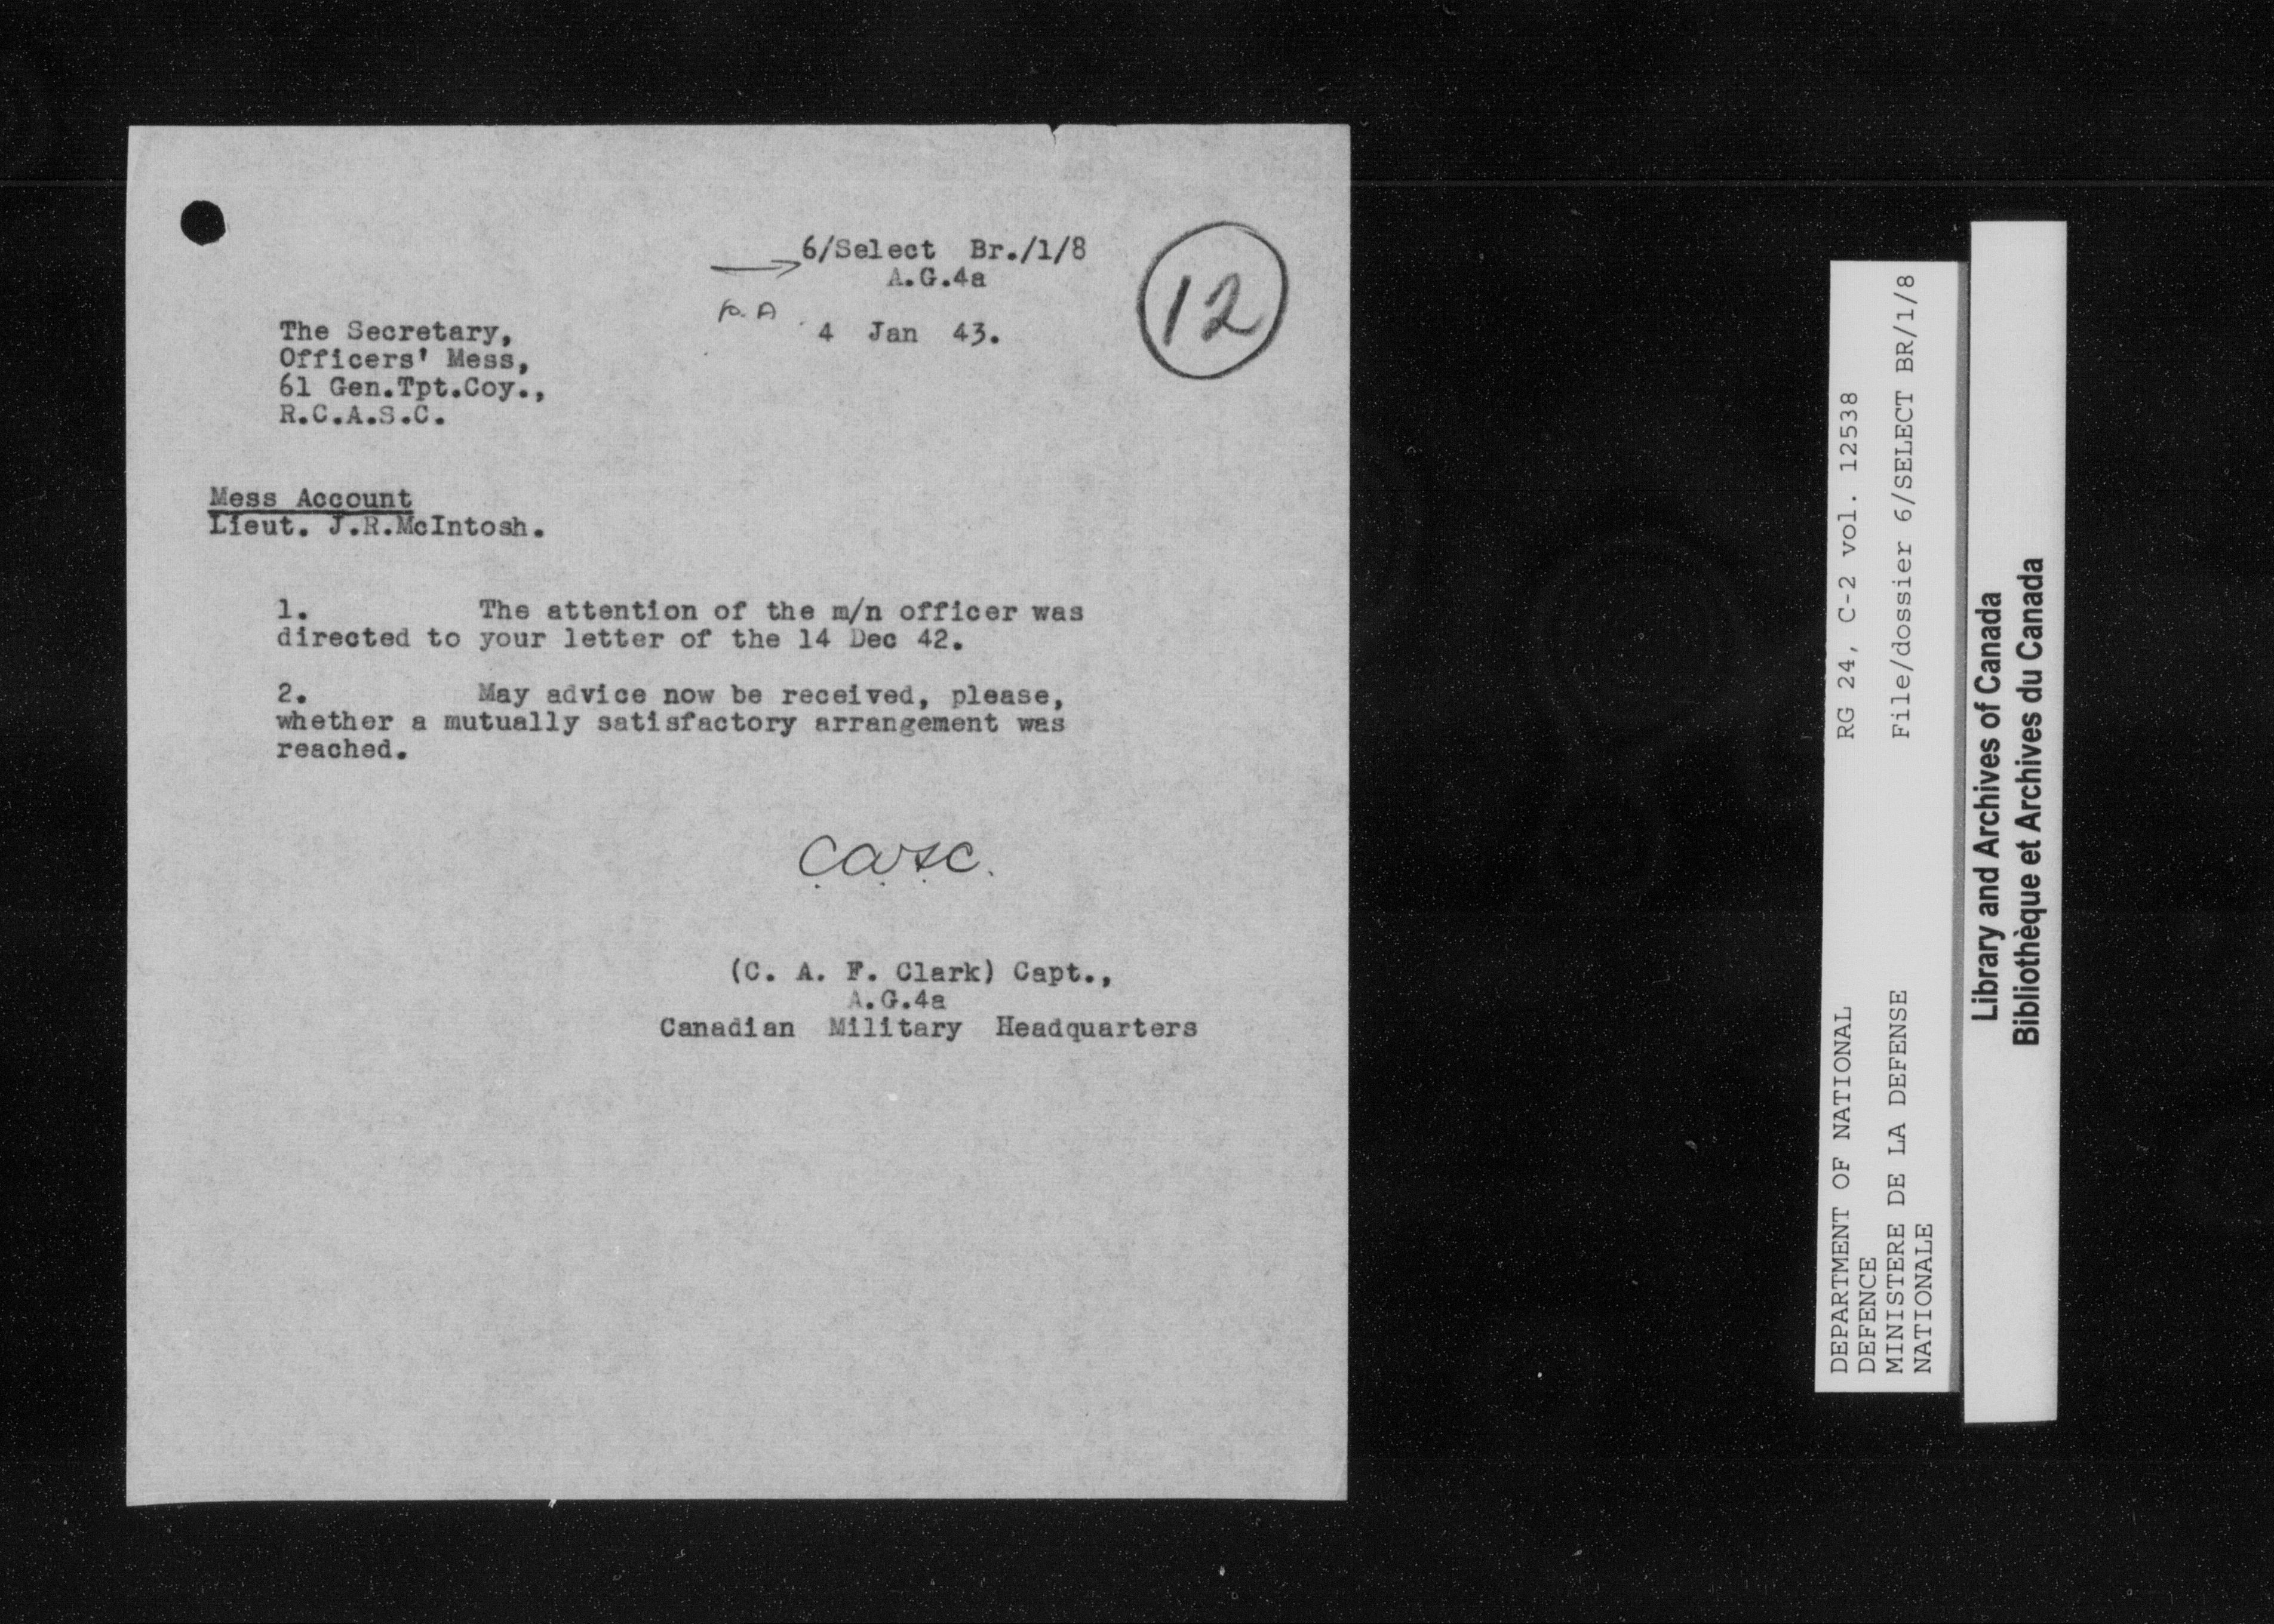 6/Select Br./1/8
A.G.4a
P.A
4 Jan 43.
12
The Secretary,
Officers' Mess,
61 Gen.Tpt.Coy.,
R.C.A.S.C.
Mess Account
Lieut. J.R.McIntosh.
1. The attention of the m/n officer was
directed to your letter of the 14 Dec 42.
2. May advice now be received, please,
whether a mutually satisfactory arrangement was
reached.
(C. A. F. Clark) Capt.,
A.G.4a
Canadian Military Headquarters
DEPARTMENT OF NATIONAL
DEFENCE
MINISTERE DE LA DEFENSE
NATIONALE
RG 24, C-2 vol. 12538
File/dossier 6/SELECT BR/1/8
Library and Archives of Canada
Bibliothèque et Archives du Canada